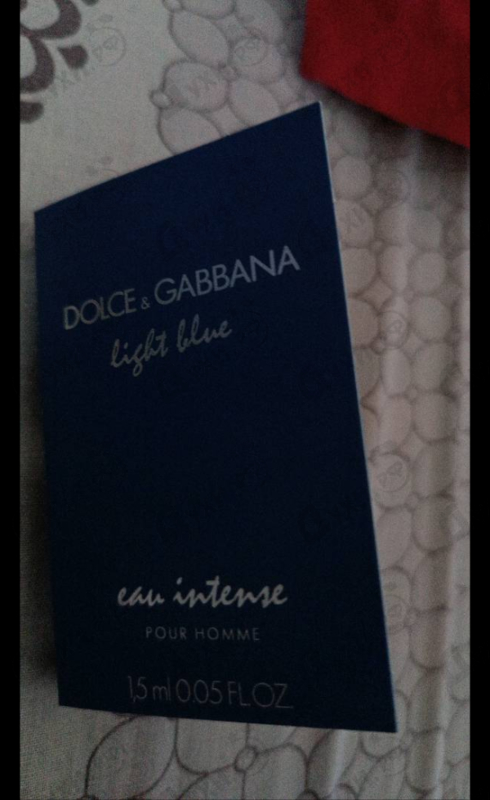 DOLCE & GABBANA
light blue
eau intense
POUR HOMME
1,5 ml 0.05 FL OZ